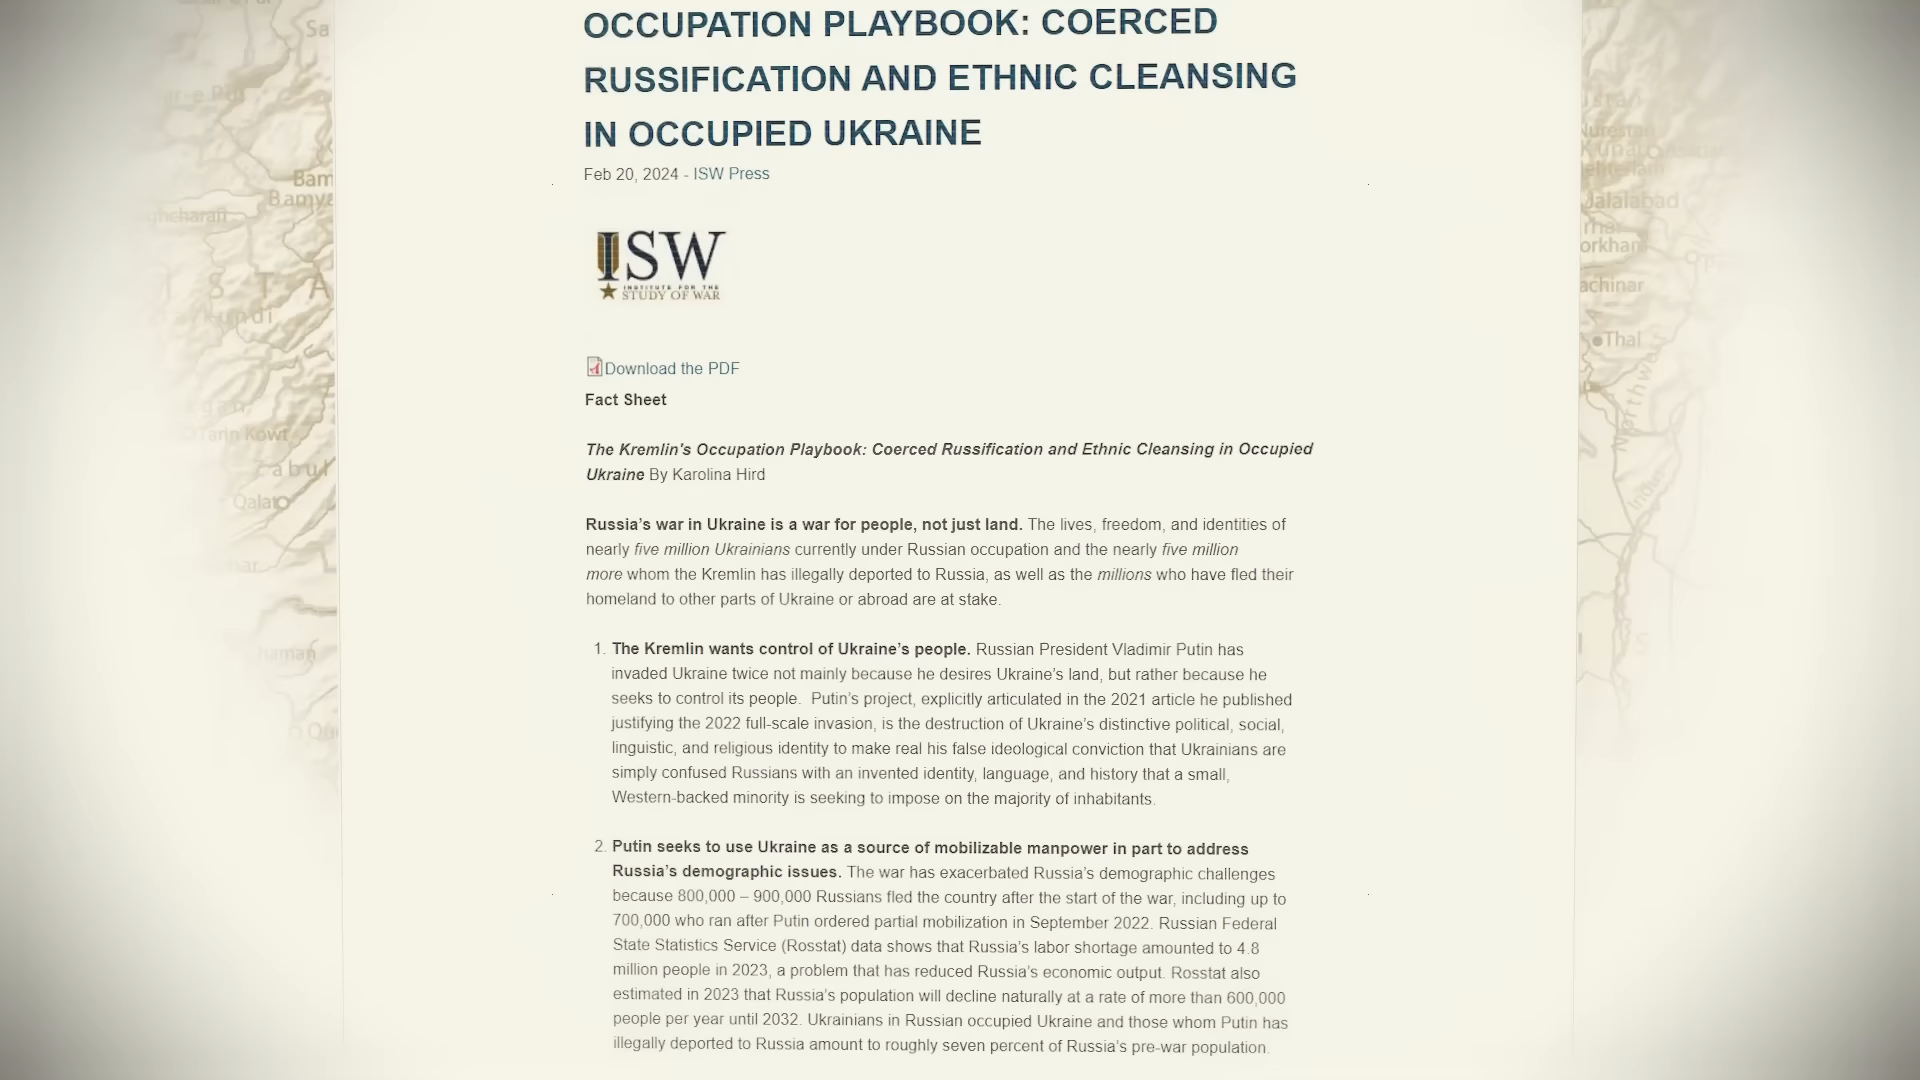 OCCUPATION PLAYBOOK: COERCED
RUSSIFICATION AND ETHNIC CLEANSING
IN OCCUPIED UKRAINE
Feb 20, 2024 - ISW Press
ISW
INSTITUTE FOR THE
STUDY OF WAR
Download the PDF
Fact Sheet
The Kremlin's Occupation Playbook: Coerced Russification and Ethnic Cleansing in Occupied
Ukraine By Karolina Hird
Russia’s war in Ukraine is a war for people, not just land. The lives, freedom, and identities of
nearly five million Ukrainians currently under Russian occupation and the nearly five million
more whom the Kremlin has illegally deported to Russia, as well as the millions who have fled their
homeland to other parts of Ukraine or abroad are at stake.
1. The Kremlin wants control of Ukraine’s people. Russian President Vladimir Putin has
invaded Ukraine twice not mainly because he desires Ukraine’s land, but rather because he
seeks to control its people. Putin’s project, explicitly articulated in the 2021 article he published
justifying the 2022 full-scale invasion, is the destruction of Ukraine’s distinctive political, social,
linguistic, and religious identity to make real his false ideological conviction that Ukrainians are
simply confused Russians with an invented identity, language, and history that a small,
Western-backed minority is seeking to impose on the majority of inhabitants.
2. Putin seeks to use Ukraine as a source of mobilizable manpower in part to address
Russia’s demographic issues. The war has exacerbated Russia’s demographic challenges
because 800,000 – 900,000 Russians fled the country after the start of the war, including up to
700,000 who ran after Putin ordered partial mobilization in September 2022. Russian Federal
State Statistics Service (Rosstat) data shows that Russia’s labor shortage amounted to 4.8
million people in 2023, a problem that has reduced Russia’s economic output. Rosstat also
estimated in 2023 that Russia’s population will decline naturally at a rate of more than 600,000
people per year until 2032. Ukrainians in Russian occupied Ukraine and those whom Putin has
illegally deported to Russia amount to roughly seven percent of Russia’s pre-war population.
Tarin Kowt
Zabul
Qalat
Jalalabad
Thal